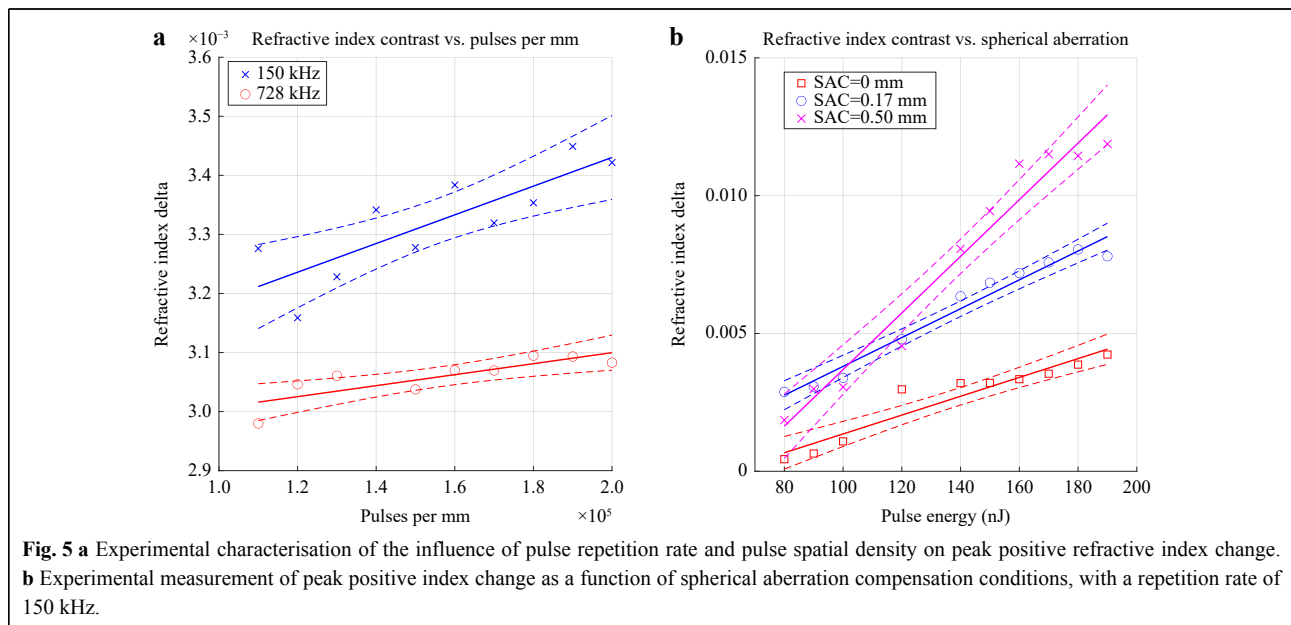 a ×10⁻³ Refractive index contrast vs. pulses per mm
3.6
3.5
3.4
3.3
3.2
3.1
3.0
2.9
Refractive index delta
150 kHz
728 kHz
1.0 1.2 1.4 1.6 1.8 2.0
Pulses per mm ×10⁵
b Refractive index contrast vs. spherical aberration
0.015
0.010
0.005
0
Refractive index delta
SAC=0 mm
SAC=0.17 mm
SAC=0.50 mm
80 100 120 140 160 180 200
Pulse energy (nJ)
Fig. 5 a Experimental characterisation of the influence of pulse repetition rate and pulse spatial density on peak positive refractive index change.
b Experimental measurement of peak positive index change as a function of spherical aberration compensation conditions, with a repetition rate of
150 kHz.